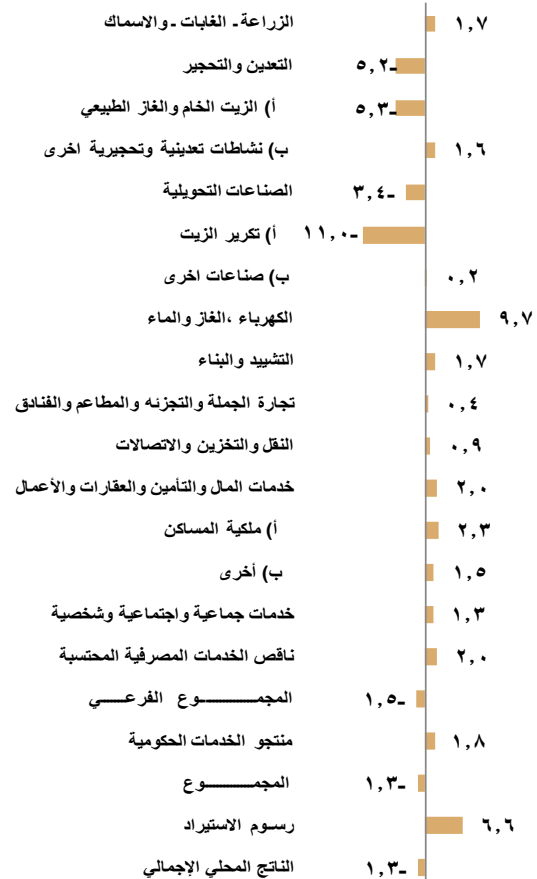 الزراعة ـ الغابات ـ والاسماك ١,٧
التعدين والتحجير ٥,٢ـ
أ) الزيت الخام والغاز الطبيعي ٥,٣ـ
ب) نشاطات تعدينية وتحجيرية اخرى ١,٦
الصناعات التحويلية ٣,٤ـ
أ) تكرير الزيت ١١,٠ـ
ب) صناعات اخرى ٠,٢
الكهرباء ،الغاز والماء ٩,٧
التشييد والبناء ١,٧
تجارة الجملة والتجزئه والمطاعم والفنادق ٠,٤
النقل والتخزين والاتصالات ٠,٩
خدمات المال والتأمين والعقارات والأعمال ٢,٠
أ) ملكية المساكن ٢,٣
ب) أخرى ١,٥
خدمات جماعية واجتماعية وشخصية ١,٣
ناقص الخدمات المصرفية المحتسبة ٢,٠
المجمـــــــــوع الفرعـــــي ١,٥ـ
منتجو الخدمات الحكومية ١,٨
المجمـــــــــوع ١,٣ـ
رسـوم الاستيراد ٦,٦
الناتج المحلي الإجمالي ١,٣ـ